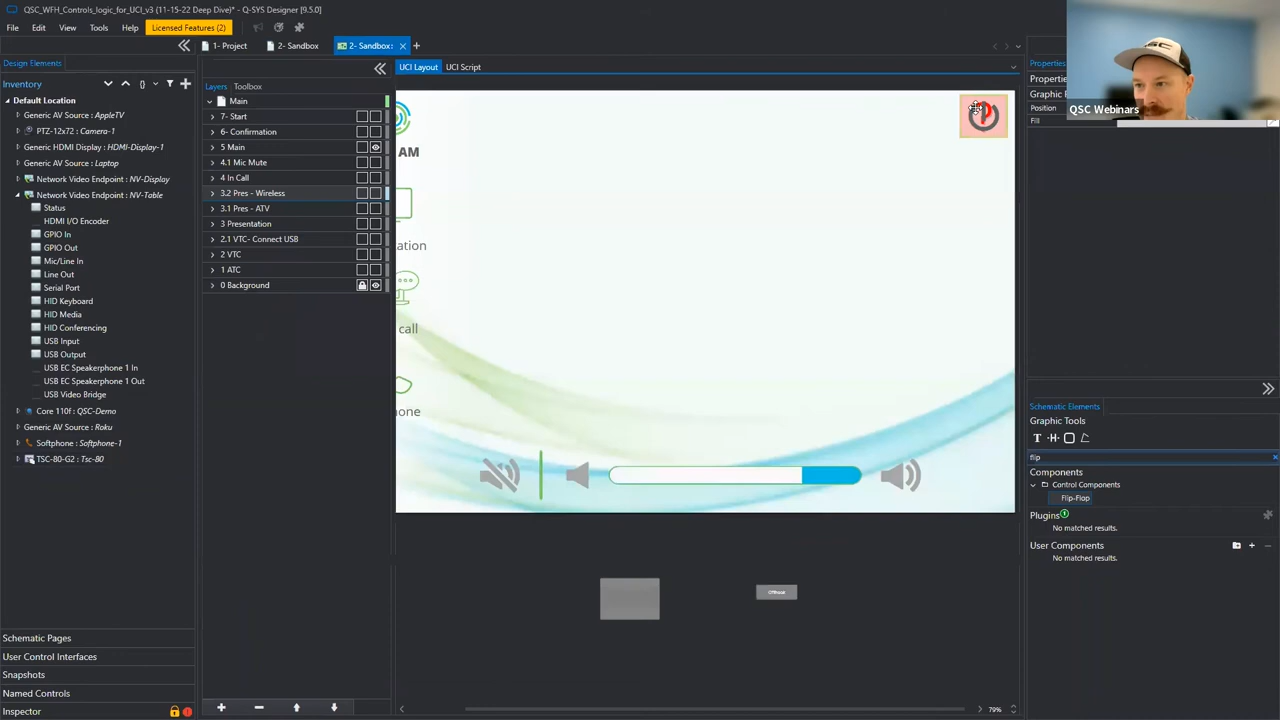 QSC_WFH_Controls_logic_for_UCI_v3 (11-15-22 Deep Dive)* - Q-SYS Designer [9.5.0]
File Edit View Tools Help Licensed Features (2)
1- Project 2- Sandbox 2- Sandbox:
Design Elements
Inventory
Default Location
Generic AV Source : AppleTV
PTZ-12x72 : Camera-1
Generic HDMI Display : HDMI-Display-1
Generic AV Source : Laptop
Network Video Endpoint : NV-Display
Network Video Endpoint : NV-Table
Status
HDMI I/O Encoder
GPIO In
GPIO Out
Mic/Line In
Line Out
Serial Port
HID Keyboard
HID Media
HID Conferencing
USB Input
USB Output
USB EC Speakerphone 1 In
USB EC Speakerphone 1 Out
USB Video Bridge
Core 110f : QSC-Demo
Generic AV Source : Roku
Softphone : Softphone-1
TSC-80-G2 : Tsc-80
Schematic Pages
User Control Interfaces
Snapshots
Named Controls
Inspector
Layers Toolbox
Main
7- Start
6- Confirmation
5 Main
4.1 Mic Mute
4 In Call
3.2 Pres - Wireless
3.1 Pres - ATV
3 Presentation
2.1 VTC- Connect USB
2 VTC
1 ATC
0 Background
UCI Layout UCI Script
AM
ation
call
one
79%
Properties
Properties
Graphic
Position
Fill
QSC
QSC Webinars
Schematic Elements
Graphic Tools
T H
flip
Components
Control Components
Flip-Flop
Plugins
No matched results.
User Components
No matched results.